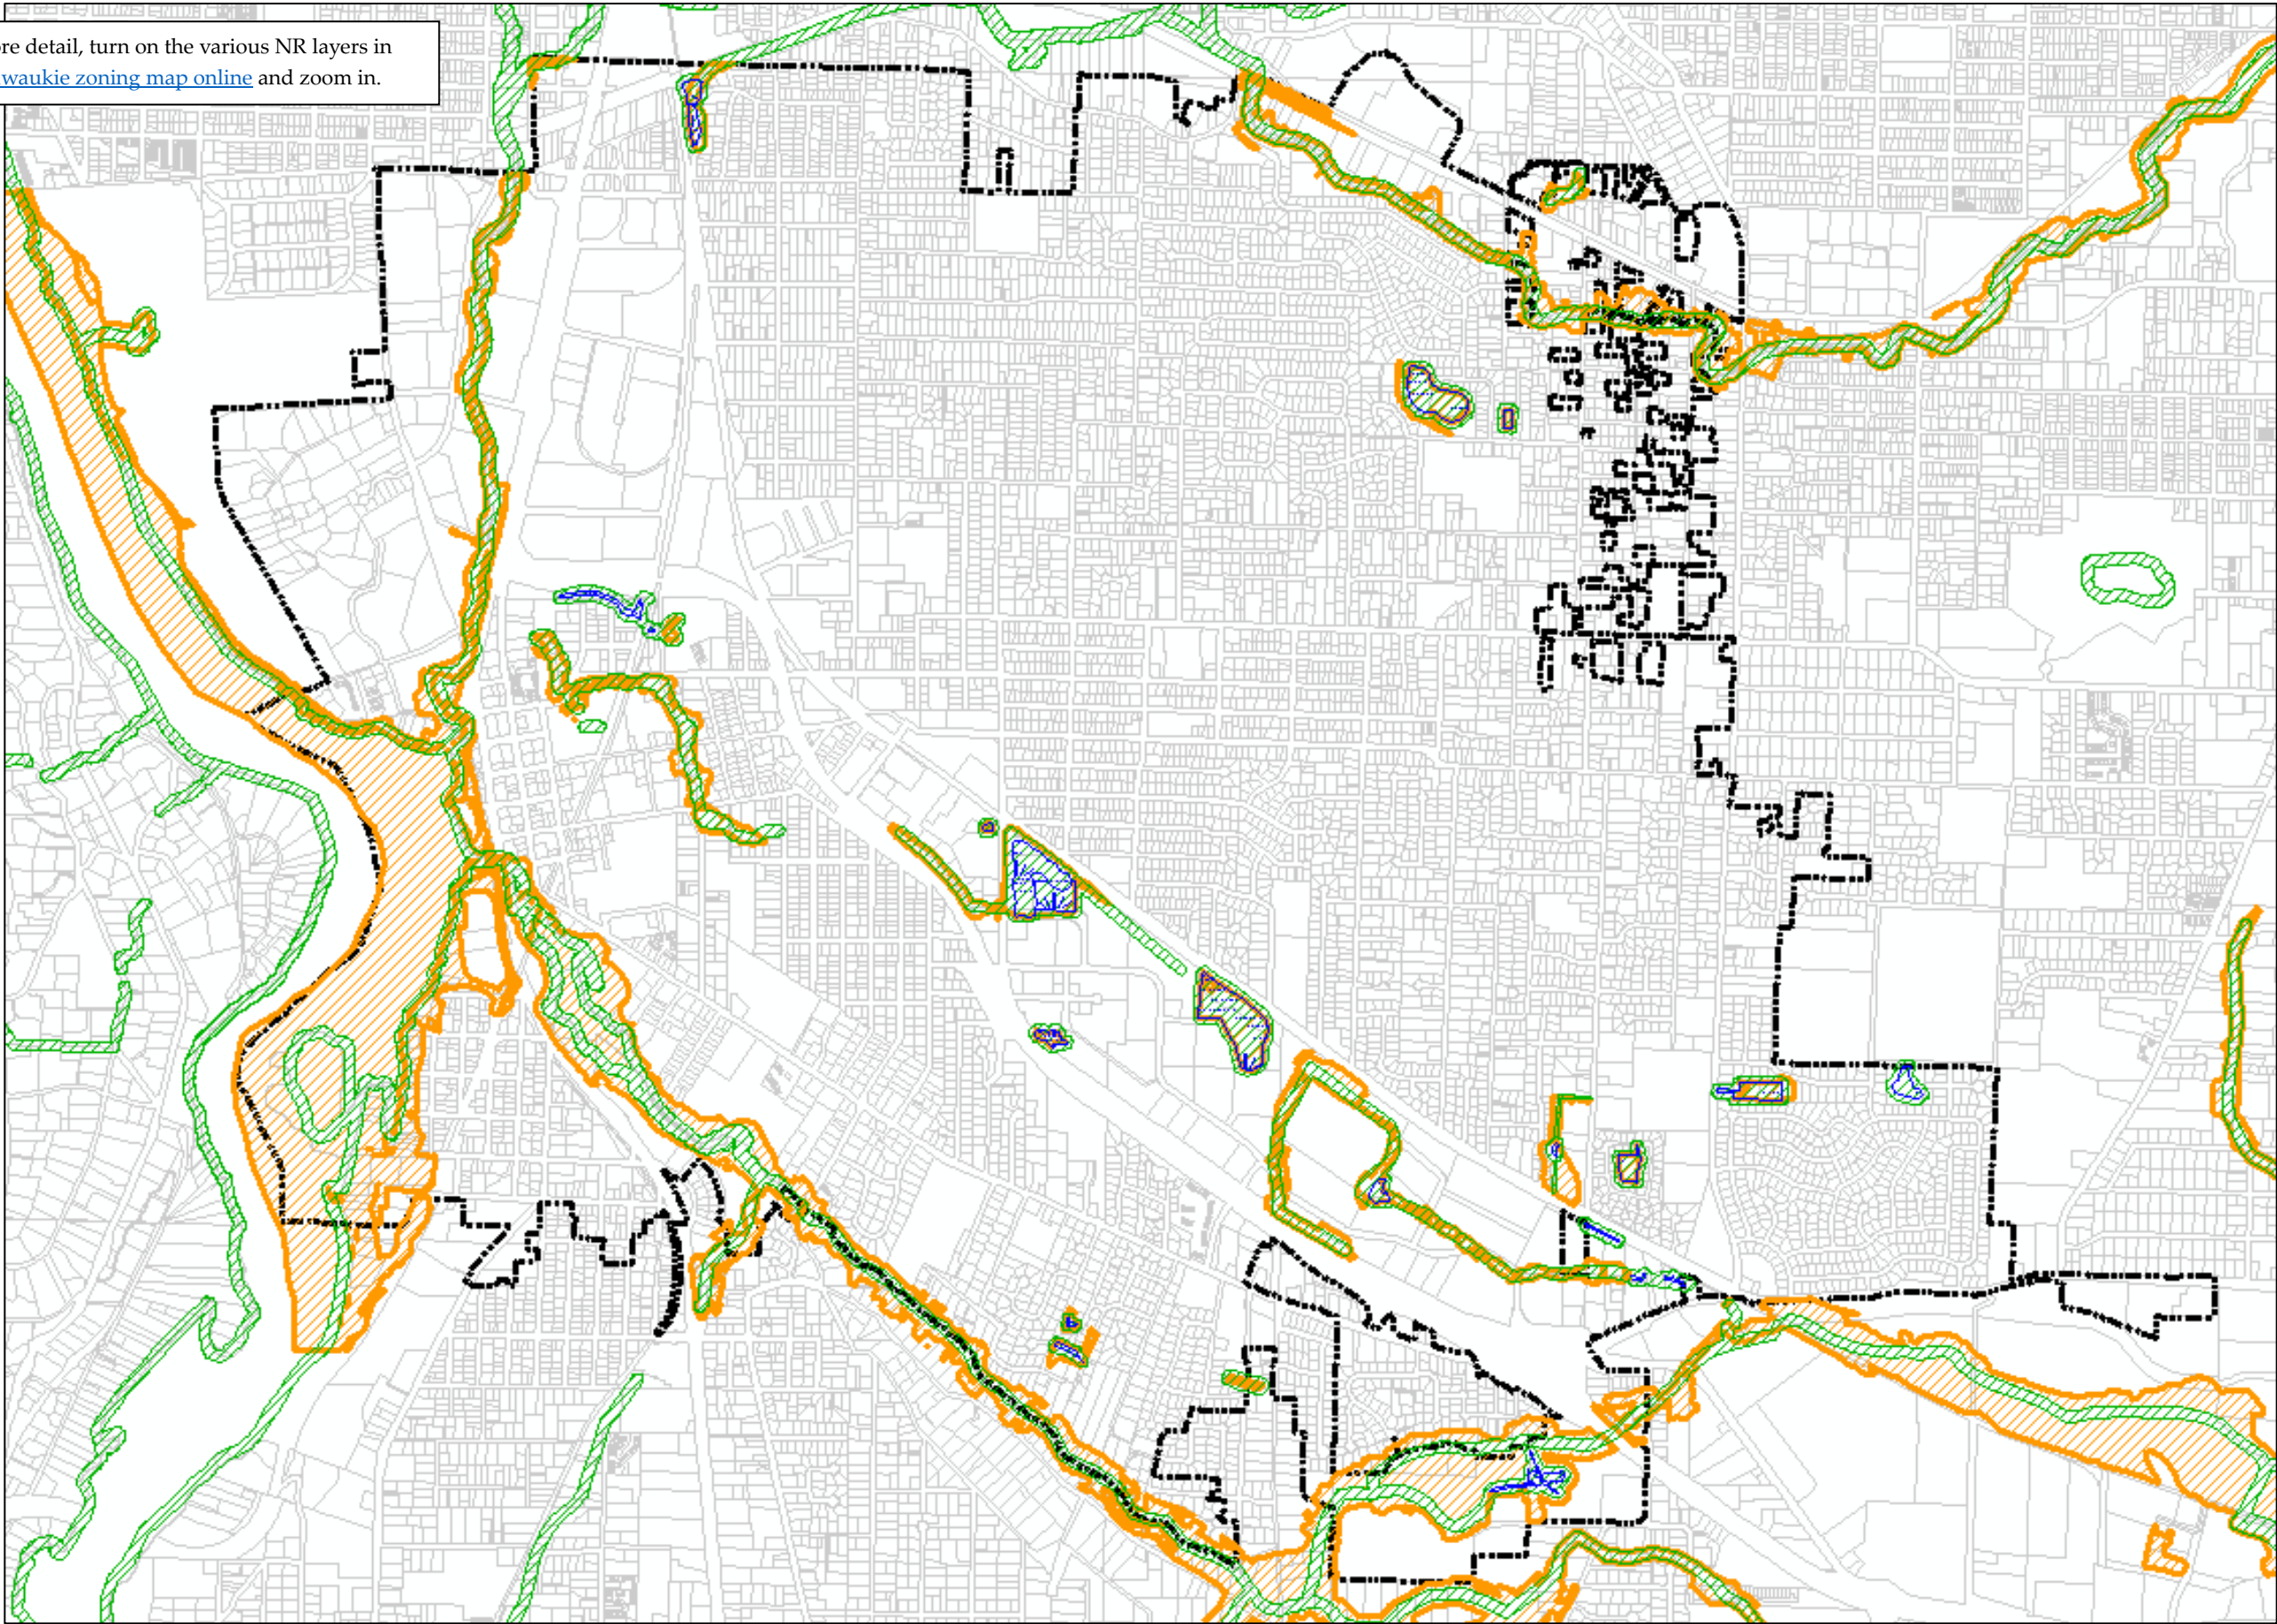 re detail, turn on the various NR layers in
waukie zoning map online and zoom in.